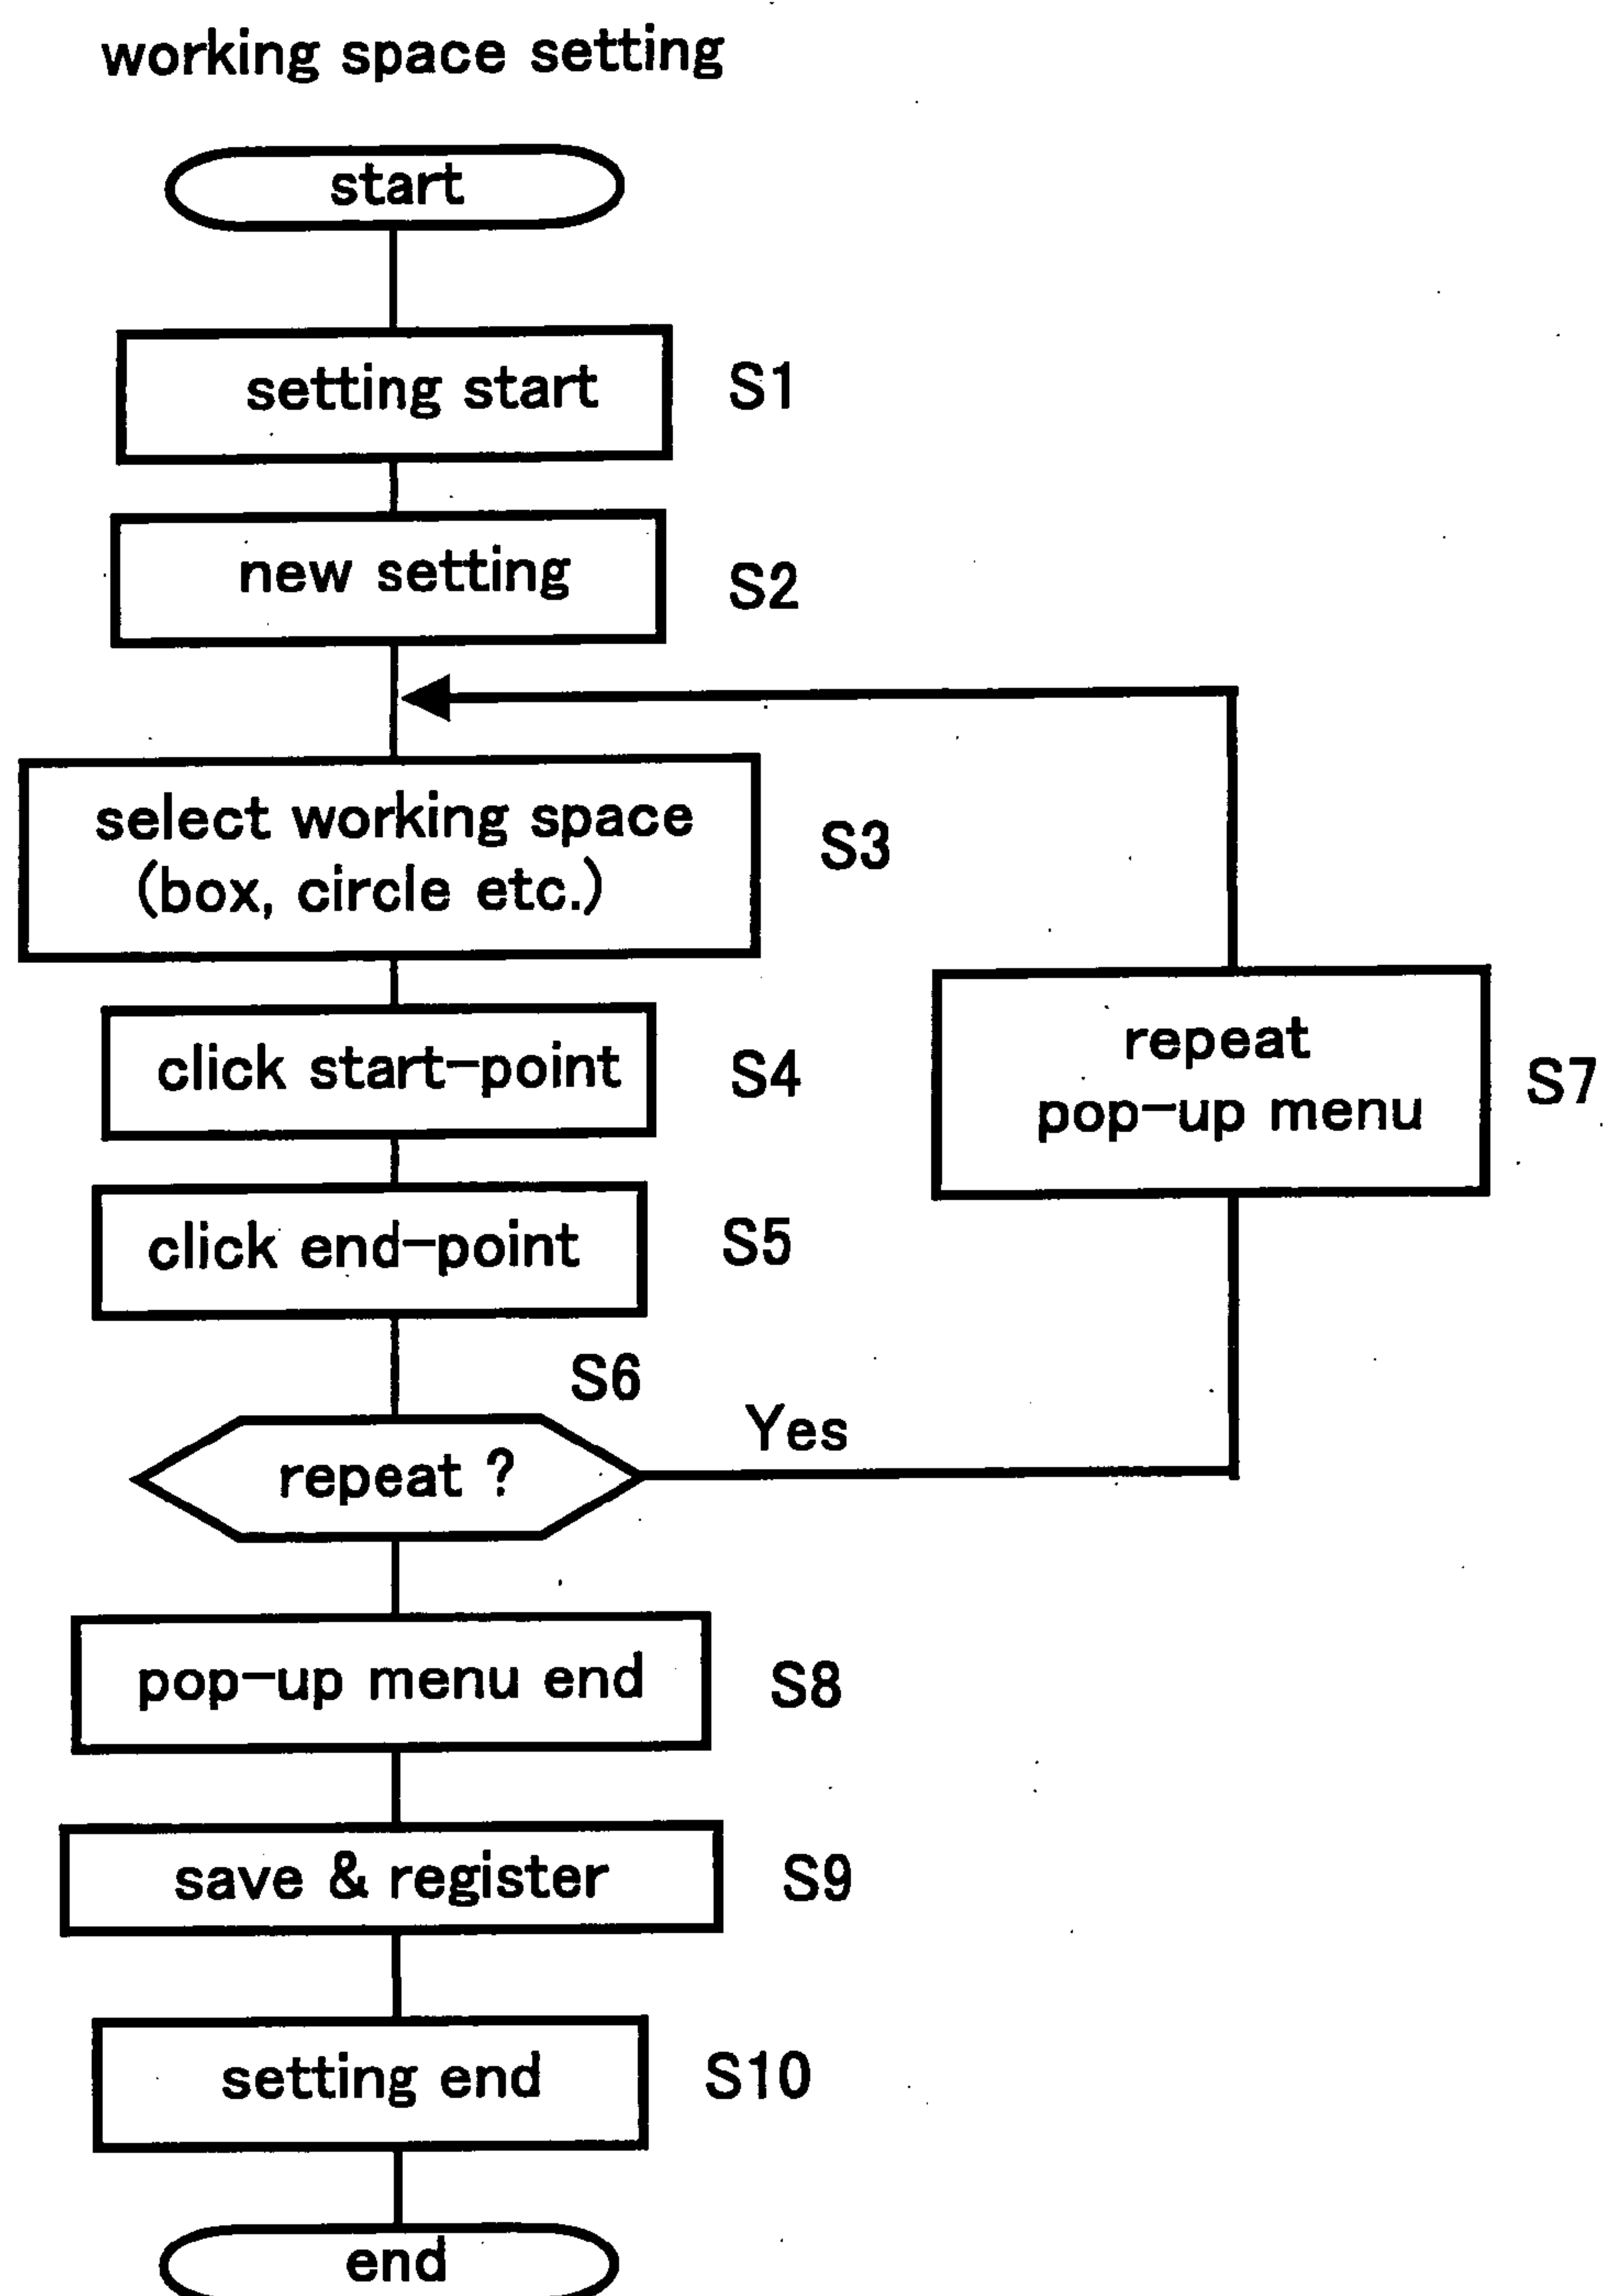 working space setting
start
setting start
S1
new setting
S2
select working space
(box, circle etc.)
S3
click start-point
S4
repeat
pop-up menu
S7
click end-point
S5
S6
repeat ?
Yes
pop-up menu end
S8
save & register
S9
setting end
S10
end